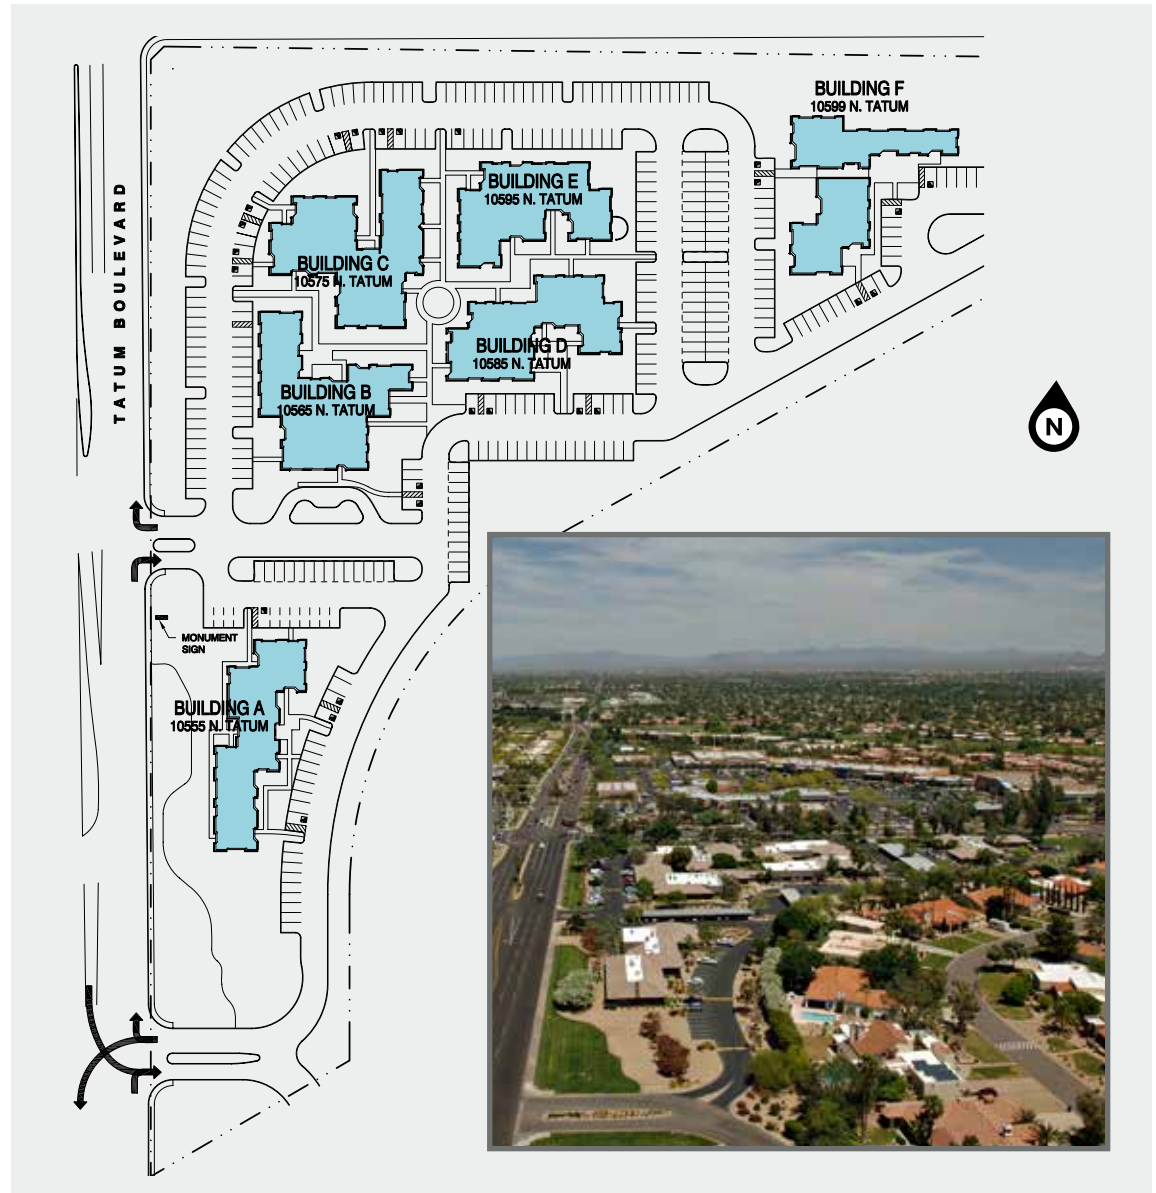 BUILDING F
10599 N. TATUM
BUILDING E
10595 N. TATUM
TATUM BOULEVARD
BUILDING C
10575 N. TATUM
BUILDING D
10585 N. TATUM
BUILDING B
10565 N. TATUM
N
MONUMENT
SIGN
BUILDING A
10555 N. TATUM